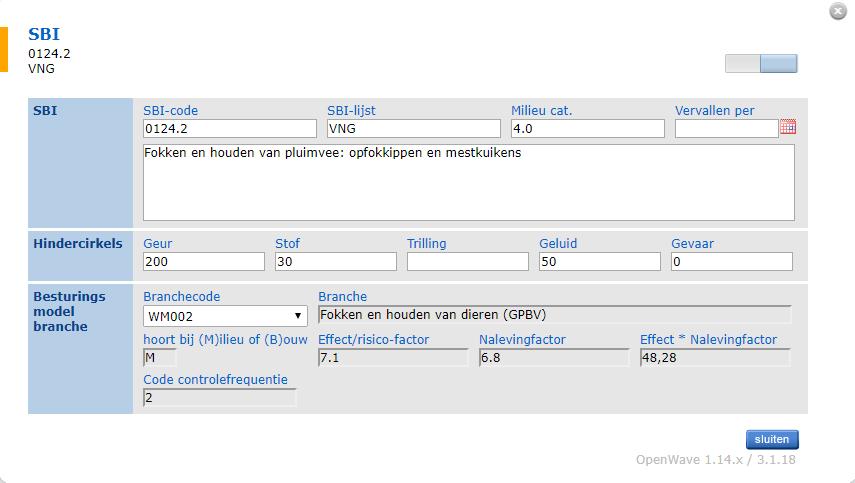 SBI
0124.2
VNG
SBI
SBI-code
SBI-lijst
Milieu cat.
Vervallen per
0124.2
VNG
4.0
Fokken en houden van pluimvee: opfokkippen en mestkuikens
Hindercirkels
Geur
Stof
Trilling
Geluid
Gevaar
200
30
50
0
Besturings
model
branche
Branchecode
Branche
WM002
Fokken en houden van dieren (GPBV)
hoort bij (M)ilieu of (B)ouw
Effect/risico-factor
Nalevingfactor
Effect * Nalevingfactor
M
7.1
6.8
48,28
Code controlefrequentie
2
sluiten
OpenWave 1.14.x / 3.1.18